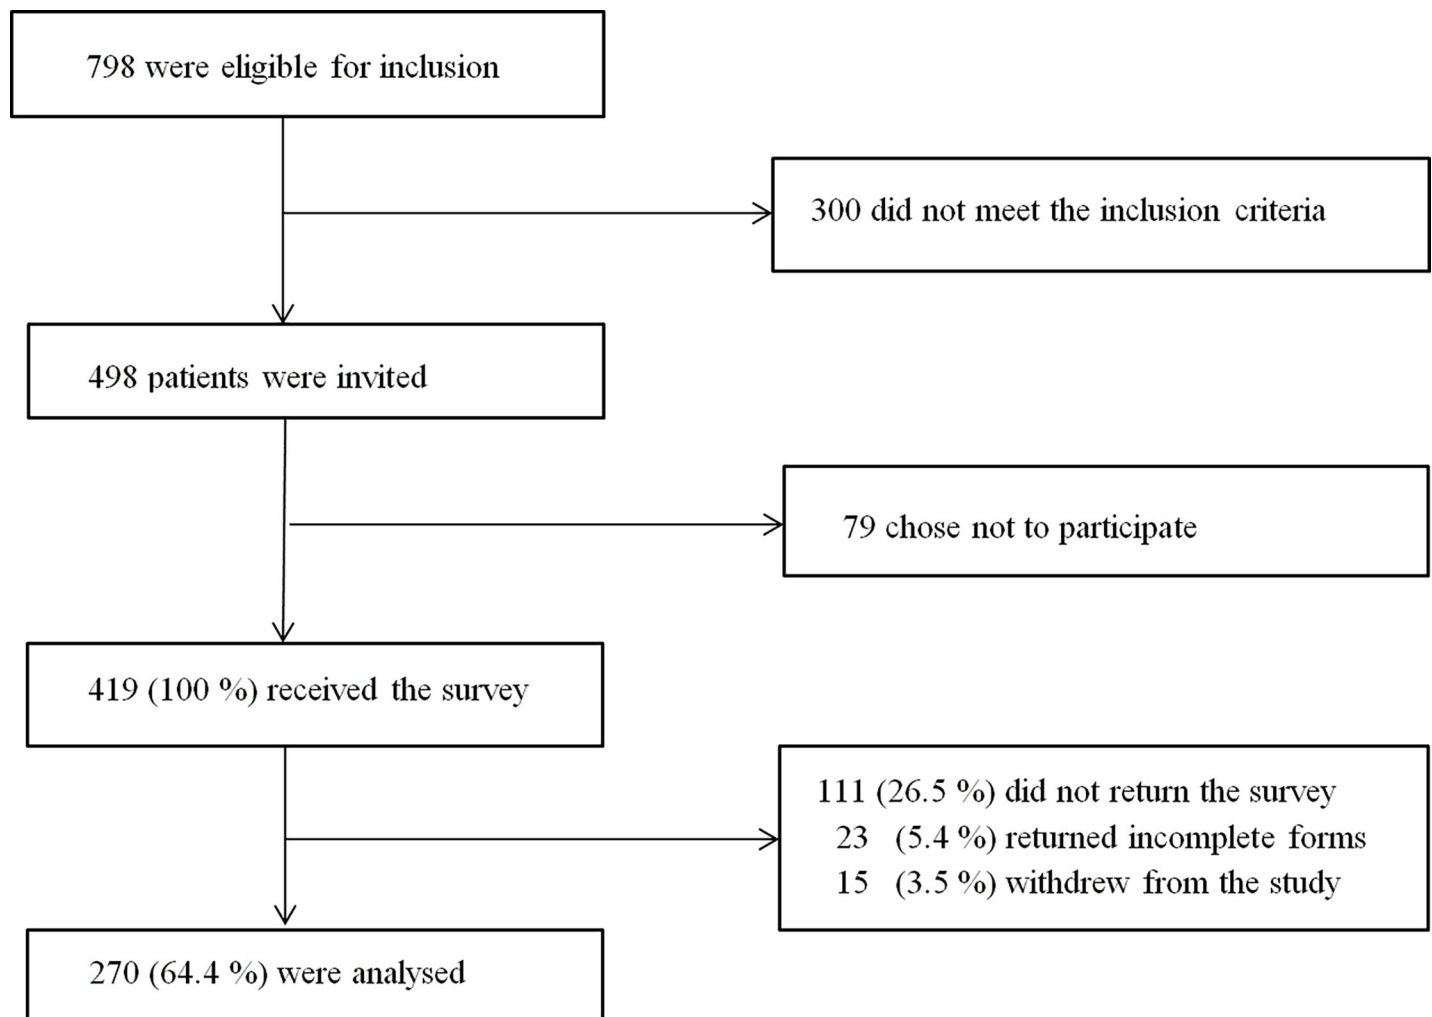 798 were eligible for inclusion
300 did not meet the inclusion criteria
498 patients were invited
79 chose not to participate
419 (100 %) received the survey
111 (26.5 %) did not return the survey
23 (5.4 %) returned incomplete forms
15 (3.5 %) withdrew from the study
270 (64.4 %) were analysed